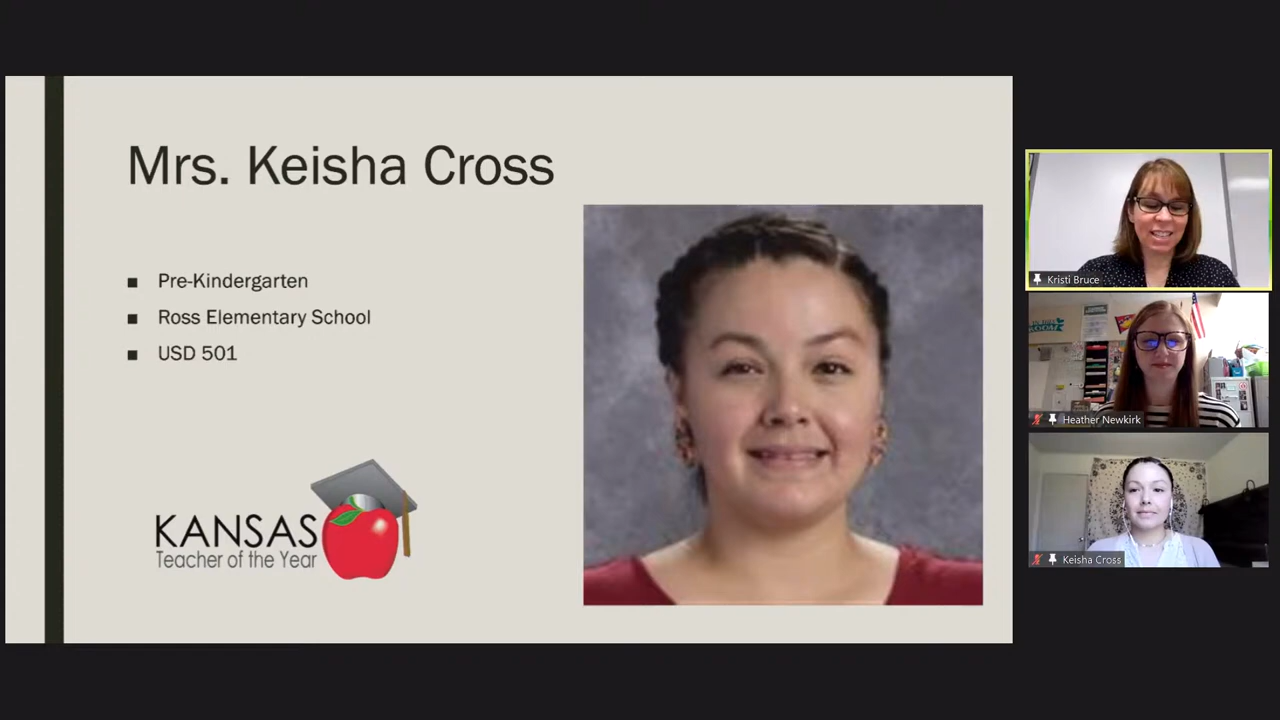 Mrs. Keisha Cross
Pre-Kindergarten
Ross Elementary School
USD 501
KANSAS
Teacher of the Year
Kristi Bruce
Heather Newkirk
Keisha Cross